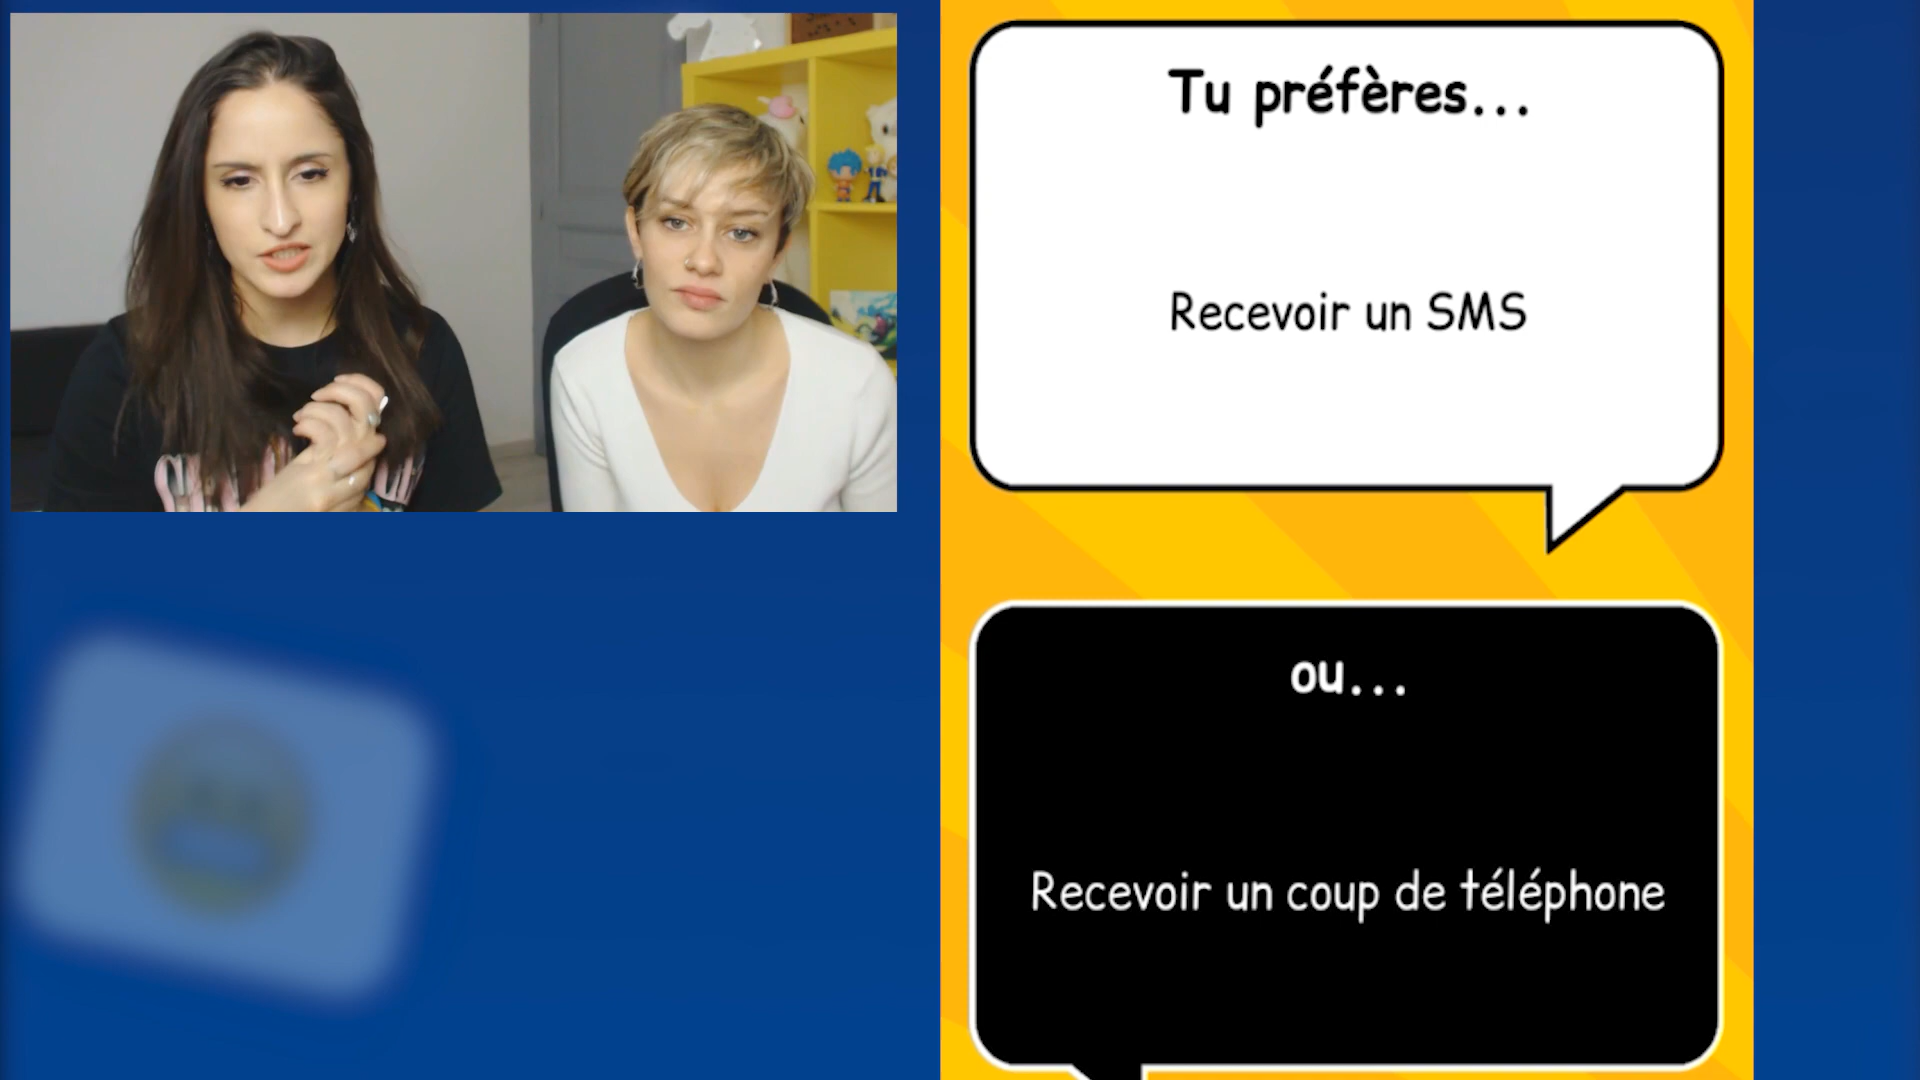 Tu préfères...
Recevoir un SMS
ou...
Recevoir un coup de téléphone